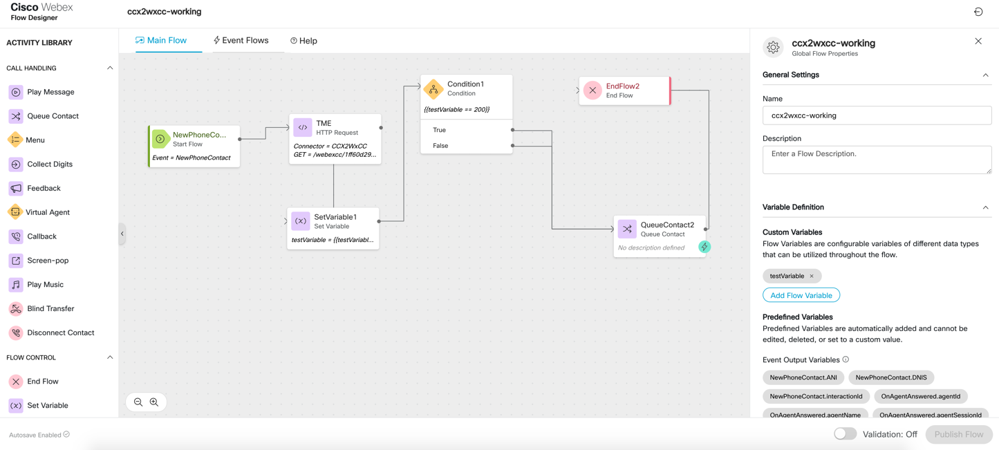 Cisco Webex
Flow Designer
ccx2wxcc-working
ACTIVITY LIBRARY
CALL HANDLING
Play Message
Queue Contact
Menu
Collect Digits
Feedback
Virtual Agent
Callback
Screen-pop
Play Music
Blind Transfer
Disconnect Contact
FLOW CONTROL
End Flow
Set Variable
Main Flow
Event Flows
Help
NewPhoneCo...
Start Flow
Event = NewPhoneContact
TME
HTTP Request
Connector = CCX2WxCC
GET = /webexcc/1ff60d29...
SetVariable1
Set Variable
testVariable = {{testVariabl...
Condition1
Condition
{{testVariable == 200}}
True
False
EndFlow2
End Flow
QueueContact2
Queue Contact
No description defined
ccx2wxcc-working
Global Flow Properties
General Settings
Name
ccx2wxcc-working
Description
Enter a Flow Description.
Variable Definition
Custom Variables
Flow Variables are configurable variables of different data types
that can be utilized throughout the flow.
testVariable ×
Add Flow Variable
Predefined Variables
Predefined Variables are automatically added and cannot be
edited, deleted, or set to a custom value.
Event Output Variables
NewPhoneContact.ANI NewPhoneContact.DNIS
NewPhoneContact.interactionId OnAgentAnswered.agentId
OnAgentAnswered.agentName OnAgentAnswered.agentSessionId
Autosave Enabled
Validation: Off
Publish Flow